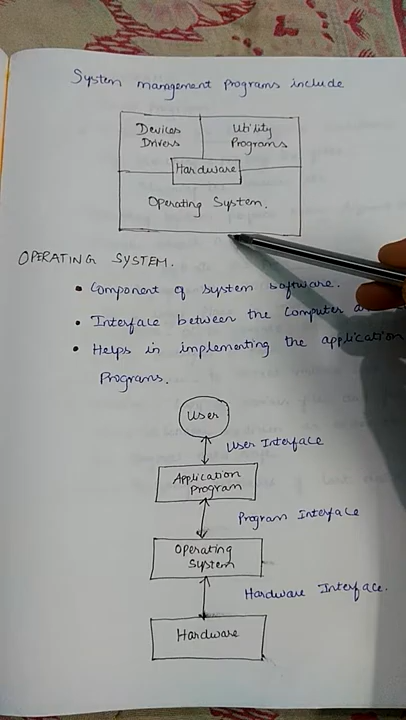 System management programs include
Devices Utility
Drivers Programs
Hardware
Operating System.
OPERATING SYSTEM.
• Component of system software.
• Interface between the Computer
• Helps in implementing the application
Programs.
User
User Interface
Application
Program
Program Interface
Operating
System
Hardware Interface.
Hardware